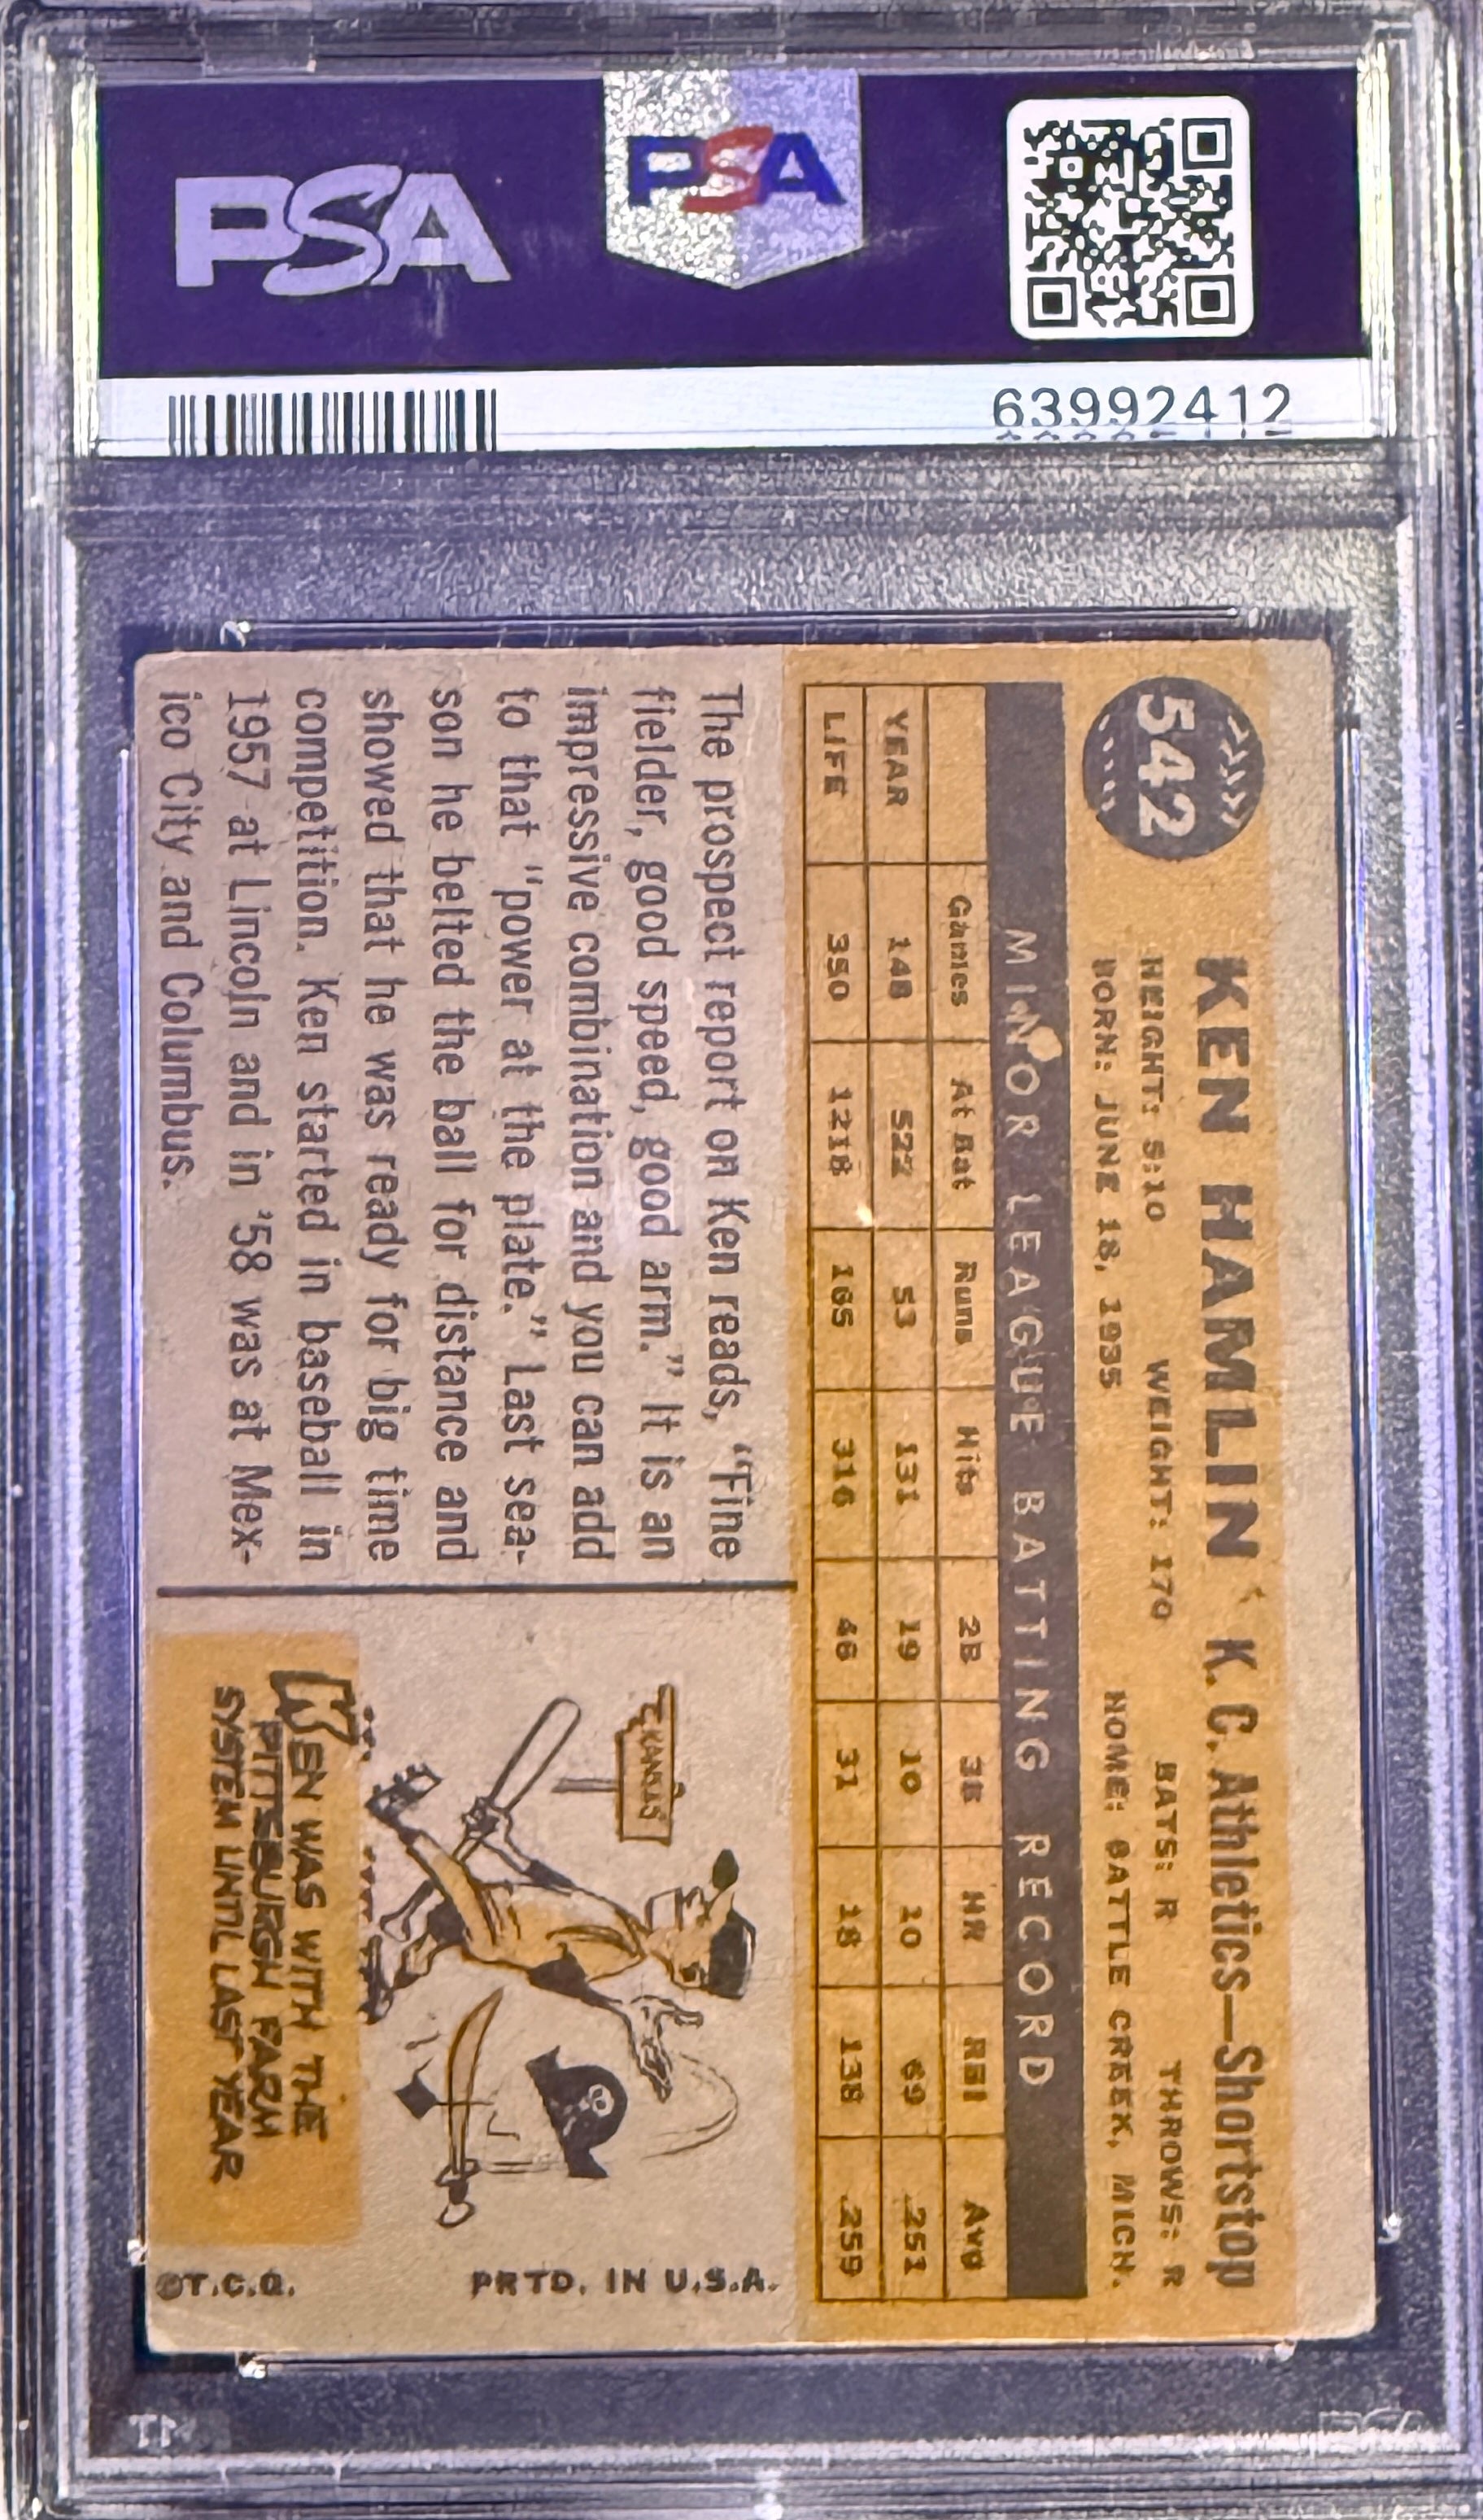 PSA
PSA
63992412
542
KEN HAMLIN K. C. Athletics—Shortstop
HEIGHT: 5:10 WEIGHT: 170 BATS: R THROWS: R
BORN: JUNE 18, 1935 HOME: BATTLE CREEK, MICH.
MINOR LEAGUE BATTING RECORD
Games At Bat Runs Hits 2B 3B HR RBI Avg
YEAR 148 522 53 131 19 10 10 69 .251
LIFE 350 1218 165 316 46 31 18 138 .259
The prospect report on Ken reads, "Fine
fielder, good speed, good arm." It is an
impressive combination and you can add
to that "power at the plate." Last sea-
son he belted the ball for distance and
showed that he was ready for big time
competition. Ken started in baseball in
1957 at Lincoln and in '58 was at Mex-
ico City and Columbus.
KANSAS
KEN WAS WITH THE
PITTSBURGH FARM
SYSTEM UNTIL LAST YEAR
©T.C.G. PRTD. IN U.S.A.